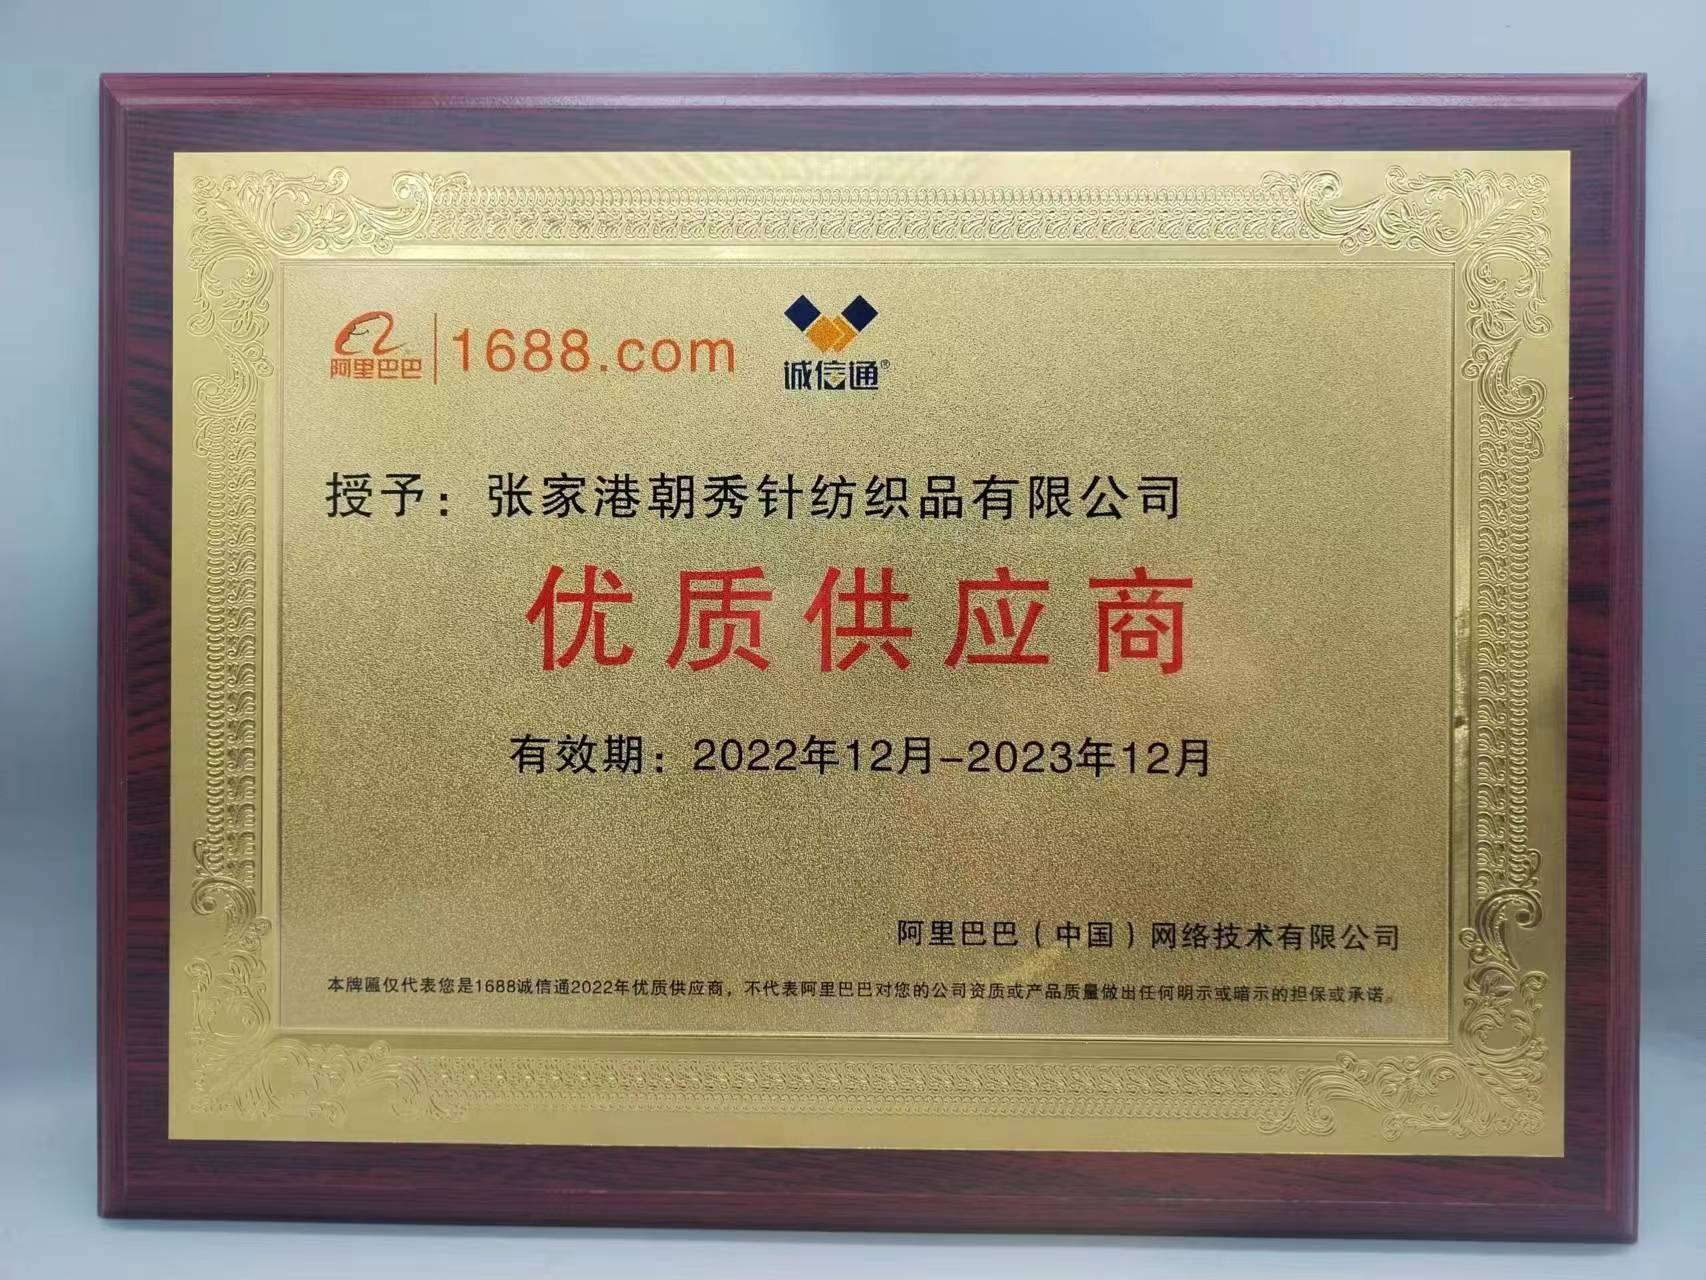 阿里巴巴 1688.com 诚信通®
授予：张家港朝秀针纺织品有限公司
优质供应商
有效期：2022年12月-2023年12月
阿里巴巴（中国）网络技术有限公司
本牌匾仅代表您是1688诚信通2022年优质供应商，不代表阿里巴巴对您的公司资质或产品质量做出任何明示或暗示的担保或承诺。